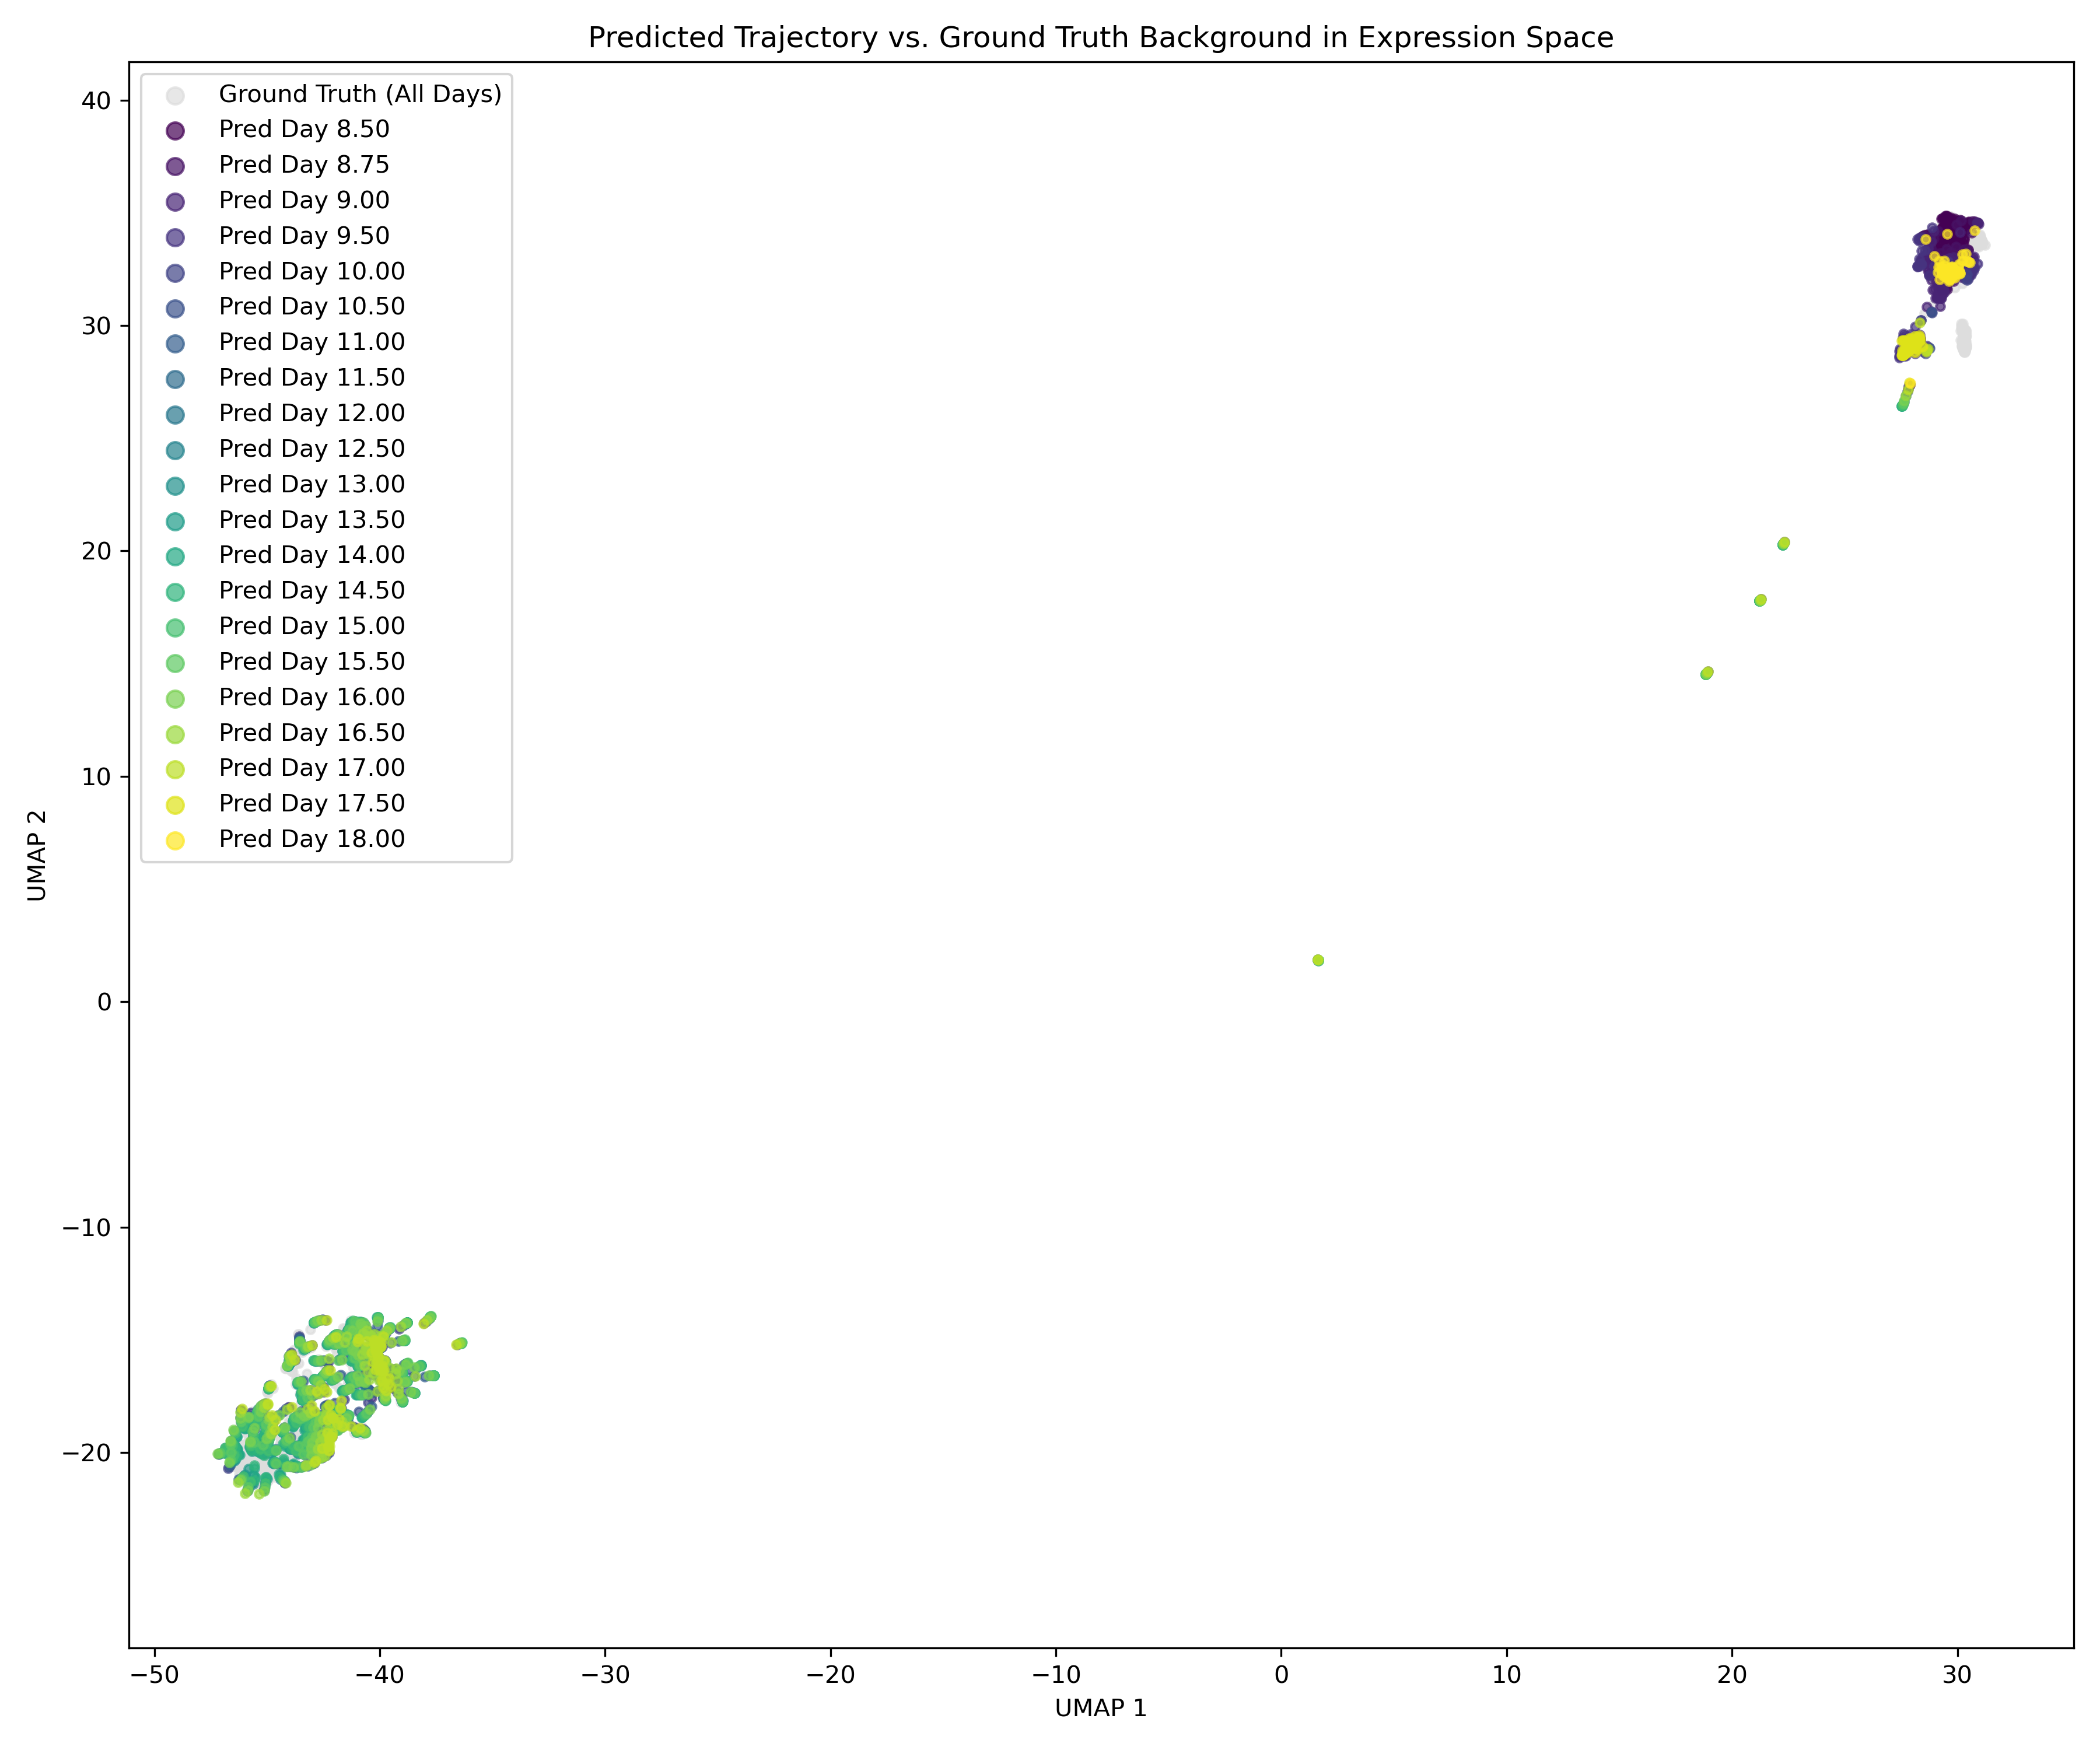 Predicted Trajectory vs. Ground Truth Background in Expression Space
Ground Truth (All Days)
Pred Day 8.50
Pred Day 8.75
Pred Day 9.00
Pred Day 9.50
Pred Day 10.00
Pred Day 10.50
Pred Day 11.00
Pred Day 11.50
Pred Day 12.00
Pred Day 12.50
Pred Day 13.00
Pred Day 13.50
Pred Day 14.00
Pred Day 14.50
Pred Day 15.00
Pred Day 15.50
Pred Day 16.00
Pred Day 16.50
Pred Day 17.00
Pred Day 17.50
Pred Day 18.00
40
30
20
10
0
−10
−20
UMAP 2
−50
−40
−30
−20
−10
0
10
20
30
UMAP 1